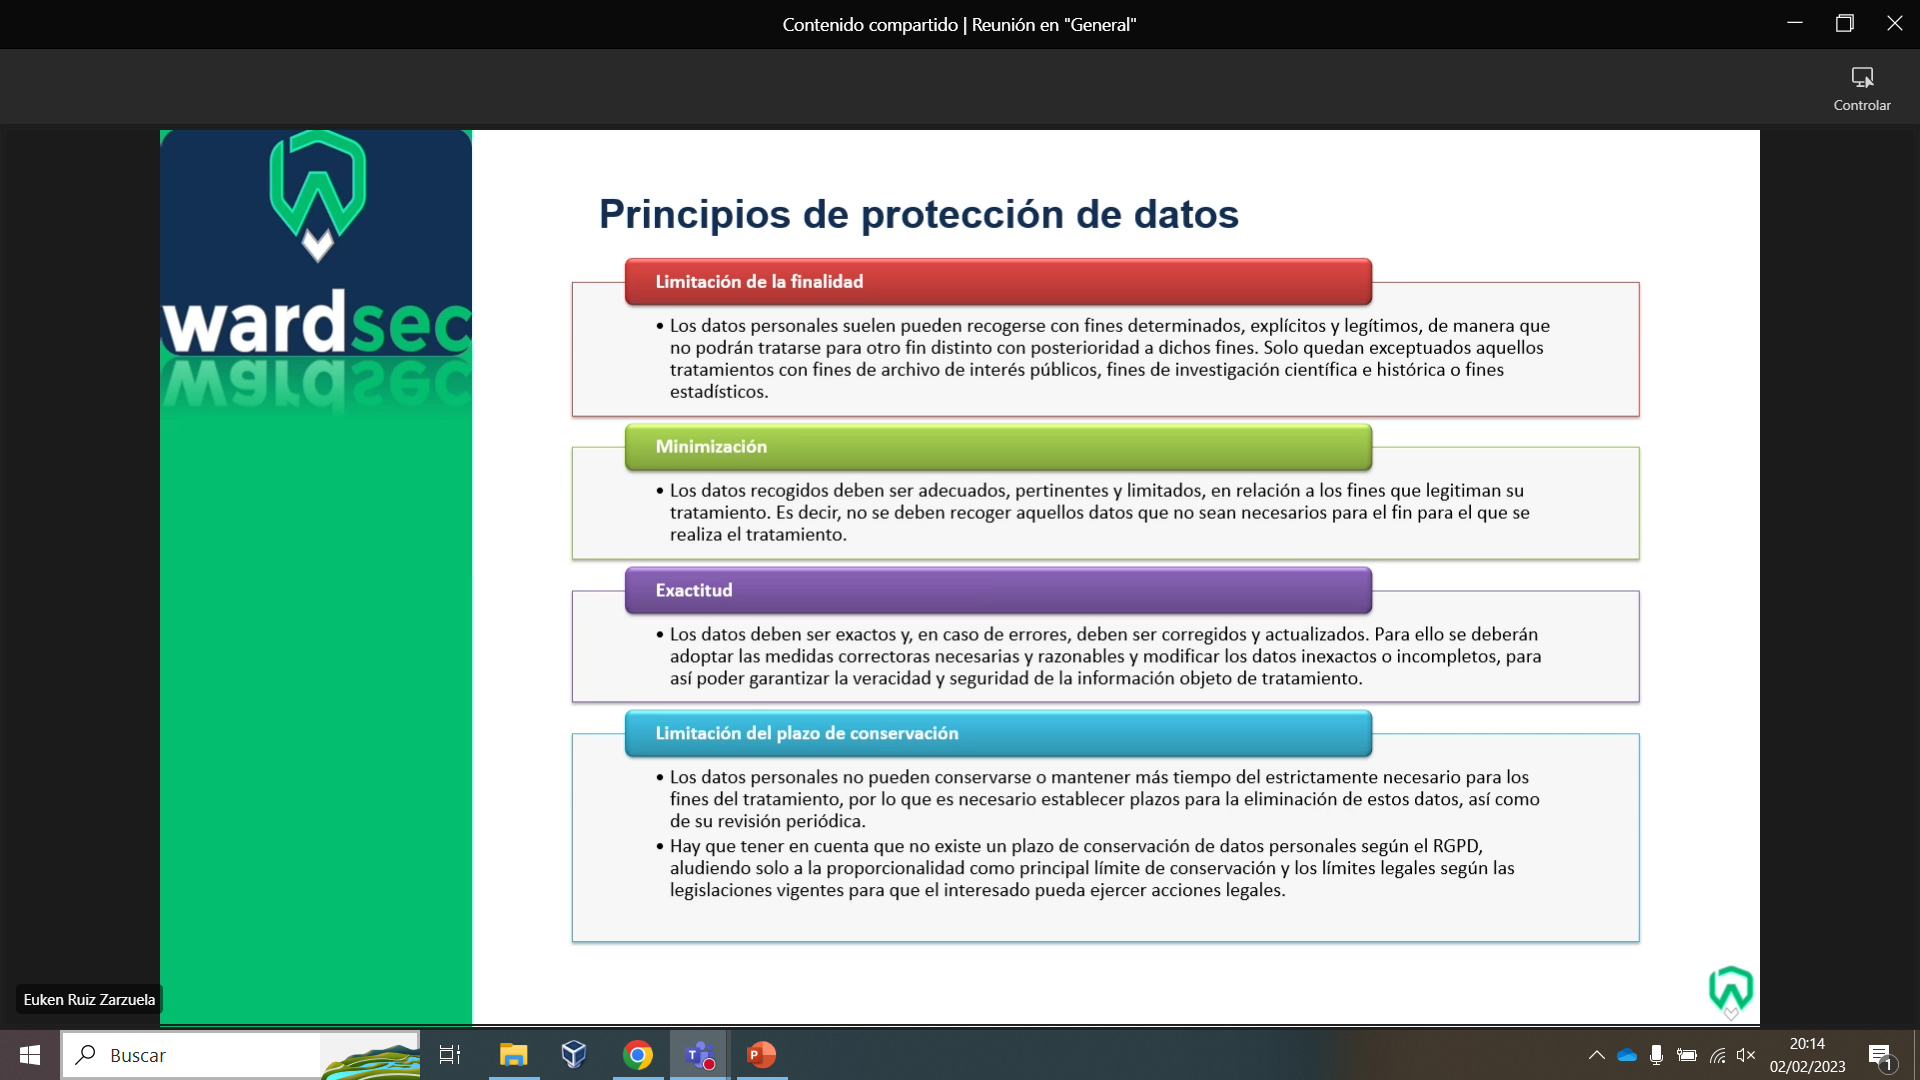 Contenido compartido | Reunión en "General"
Controlar
wardsec
Principios de protección de datos
Limitación de la finalidad
• Los datos personales suelen pueden recogerse con fines determinados, explícitos y legítimos, de manera que
no podrán tratarse para otro fin distinto con posterioridad a dichos fines. Solo quedan exceptuados aquellos
tratamientos con fines de archivo de interés públicos, fines de investigación científica e histórica o fines
estadísticos.
Minimización
• Los datos recogidos deben ser adecuados, pertinentes y limitados, en relación a los fines que legitiman su
tratamiento. Es decir, no se deben recoger aquellos datos que no sean necesarios para el fin para el que se
realiza el tratamiento.
Exactitud
• Los datos deben ser exactos y, en caso de errores, deben ser corregidos y actualizados. Para ello se deberán
adoptar las medidas correctoras necesarias y razonables y modificar los datos inexactos o incompletos, para
así poder garantizar la veracidad y seguridad de la información objeto de tratamiento.
Limitación del plazo de conservación
• Los datos personales no pueden conservarse o mantener más tiempo del estrictamente necesario para los
fines del tratamiento, por lo que es necesario establecer plazos para la eliminación de estos datos, así como
de su revisión periódica.
• Hay que tener en cuenta que no existe un plazo de conservación de datos personales según el RGPD,
aludiendo solo a la proporcionalidad como principal límite de conservación y los límites legales según las
legislaciones vigentes para que el interesado pueda ejercer acciones legales.
Euken Ruiz Zarzuela
Buscar
20:14
02/02/2023
1